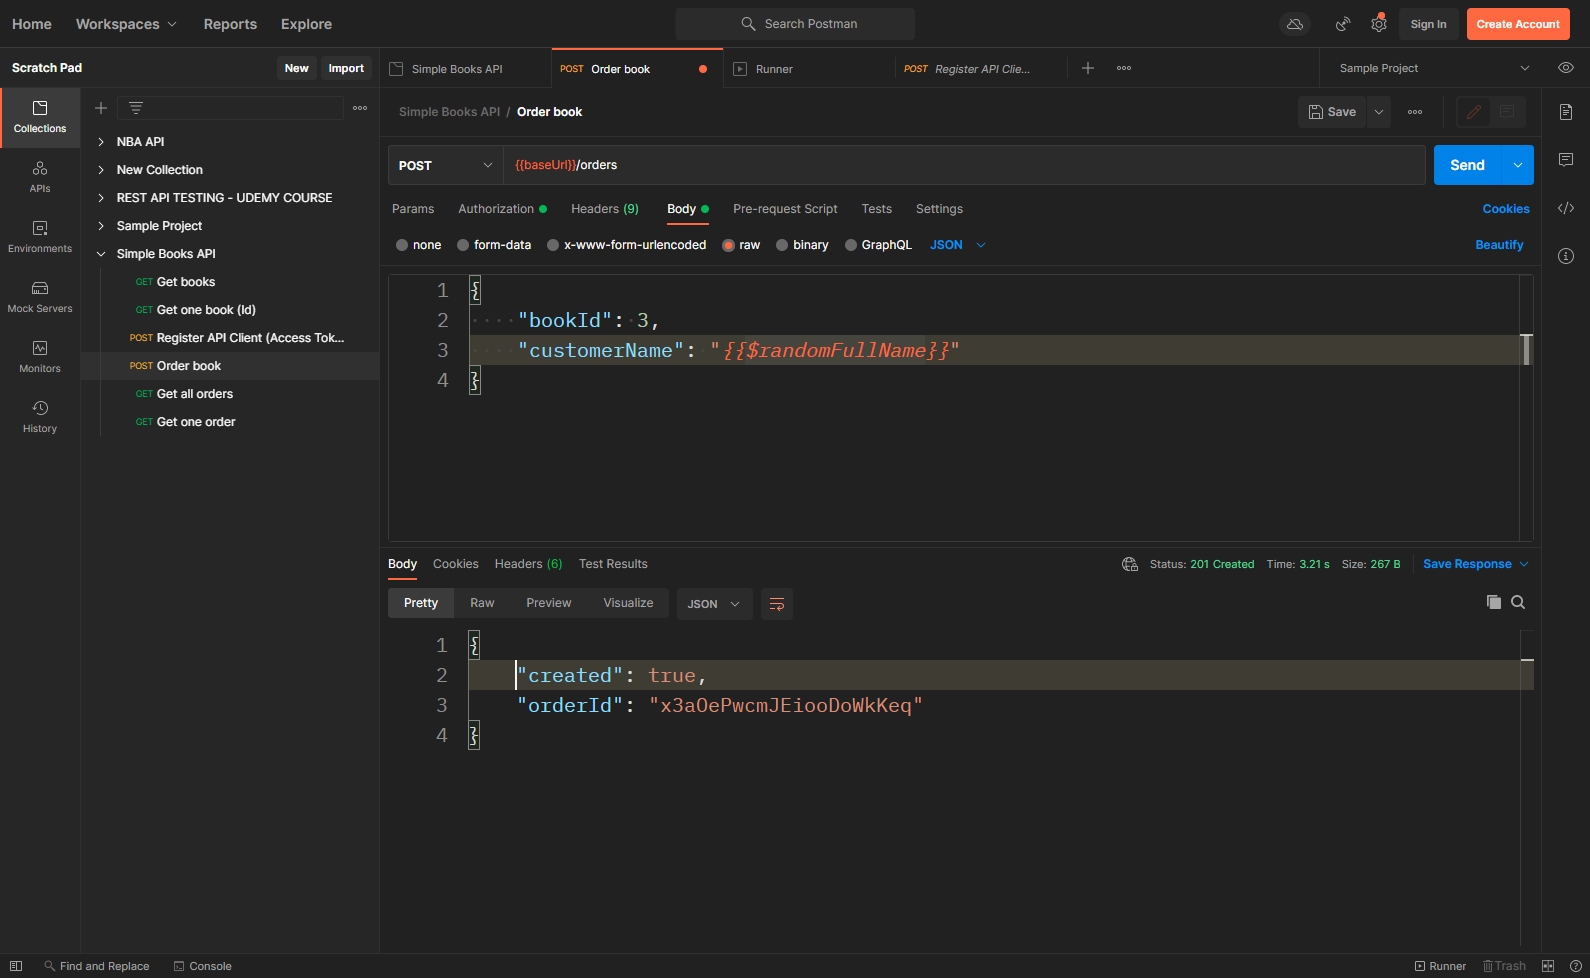 Home Workspaces Reports Explore Search Postman Sign In Create Account
Scratch Pad New Import
Simple Books API POST Order book Runner POST Register API Clie... Sample Project
Collections
APIs
Environments
Mock Servers
Monitors
History
NBA API
New Collection
REST API TESTING - UDEMY COURSE
Sample Project
Simple Books API
GET Get books
GET Get one book (Id)
POST Register API Client (Access Tok...
POST Order book
GET Get all orders
GET Get one order
Simple Books API / Order book Save
POST {{baseUrl}}/orders Send
Params Authorization Headers (9) Body Pre-request Script Tests Settings Cookies
none form-data x-www-form-urlencoded raw binary GraphQL JSON Beautify
1 {
2 "bookId": 3,
3 "customerName": "{{$randomFullName}}"
4 }
Body Cookies Headers (6) Test Results Status: 201 Created Time: 3.21 s Size: 267 B Save Response
Pretty Raw Preview Visualize JSON
1 {
2 "created": true,
3 "orderId": "x3aOePwcmJEiooDoWkKeq"
4 }
Find and Replace Console Runner Trash